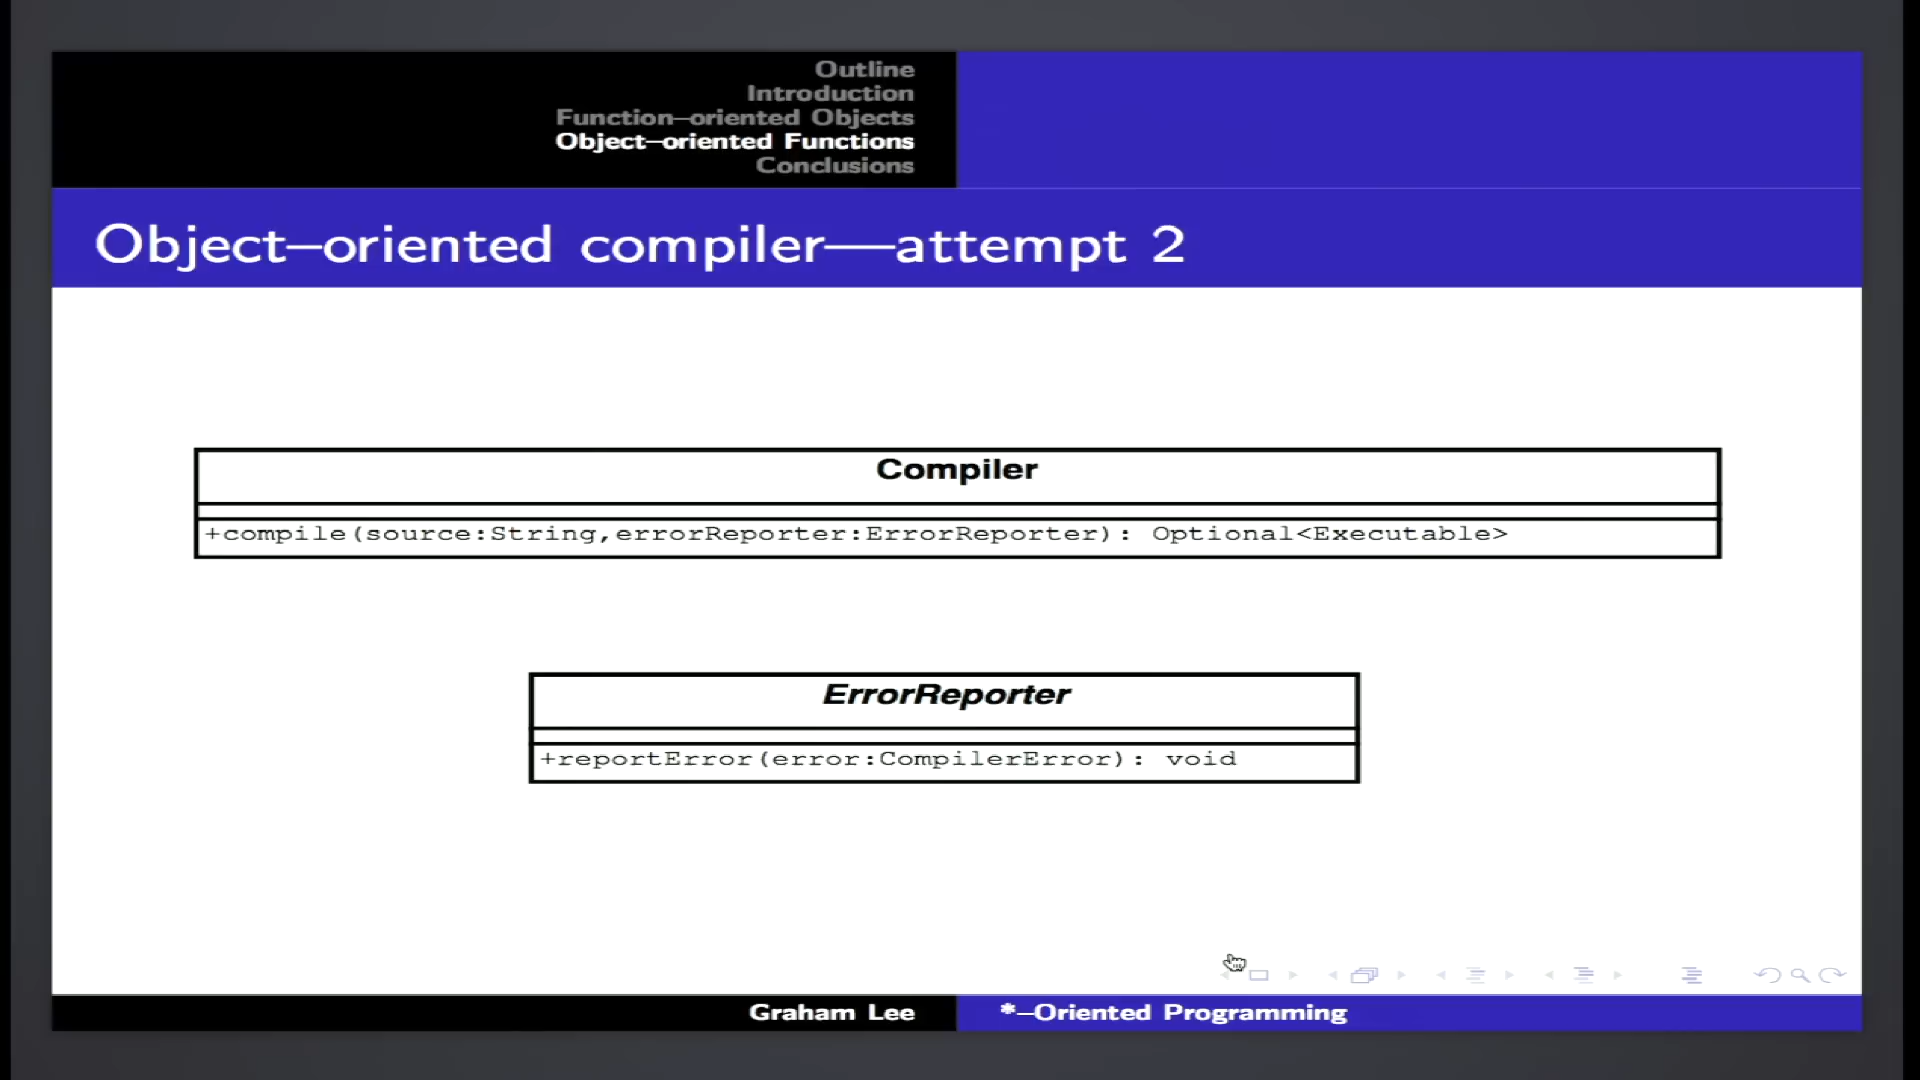 Outline
Introduction
Function–oriented Objects
Object–oriented Functions
Conclusions
Object–oriented compiler—attempt 2
Compiler
+compile(source:String,errorReporter:ErrorReporter): Optional<Executable>
ErrorReporter
+reportError(error:CompilerError): void
Graham Lee
*–Oriented Programming